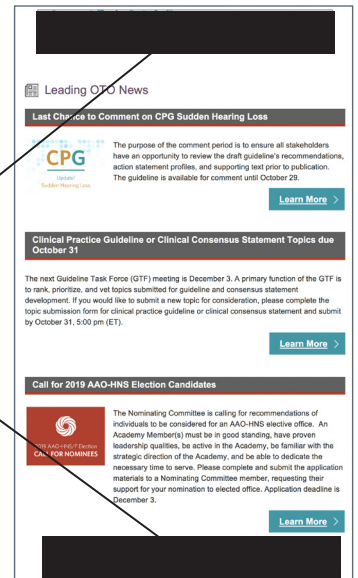 Leading OTO News
Last Chance to Comment on CPG Sudden Hearing Loss
CPG
Update!
Sudden Hearing Loss
The purpose of the comment period is to ensure all stakeholders
have an opportunity to review the draft guideline's recommendations,
action statement profiles, and supporting text prior to publication.
The guideline is available for comment until October 29.
Learn More
Clinical Practice Guideline or Clinical Consensus Statement Topics due
October 31
The next Guideline Task Force (GTF) meeting is December 3. A primary function of the GTF is
to rank, prioritize, and vet topics submitted for guideline and consensus statement
development. If you would like to submit a new topic for consideration, please complete the
topic submission form for clinical practice guideline or clinical consensus statement and submit
by October 31, 5:00 pm (ET).
Learn More
Call for 2019 AAO-HNS Election Candidates
2019 AAO-HNS/F Election
CALL FOR NOMINEES
The Nominating Committee is calling for recommendations of
individuals to be considered for an AAO-HNS elective office. An
Academy Member(s) must be in good standing, have proven
leadership qualities, be active in the Academy, be familiar with the
strategic direction of the Academy, and be able to dedicate the
necessary time to serve. Please complete and submit the application
materials to a Nominating Committee member, requesting their
support for your nomination to elected office. Application deadline is
December 3.
Learn More